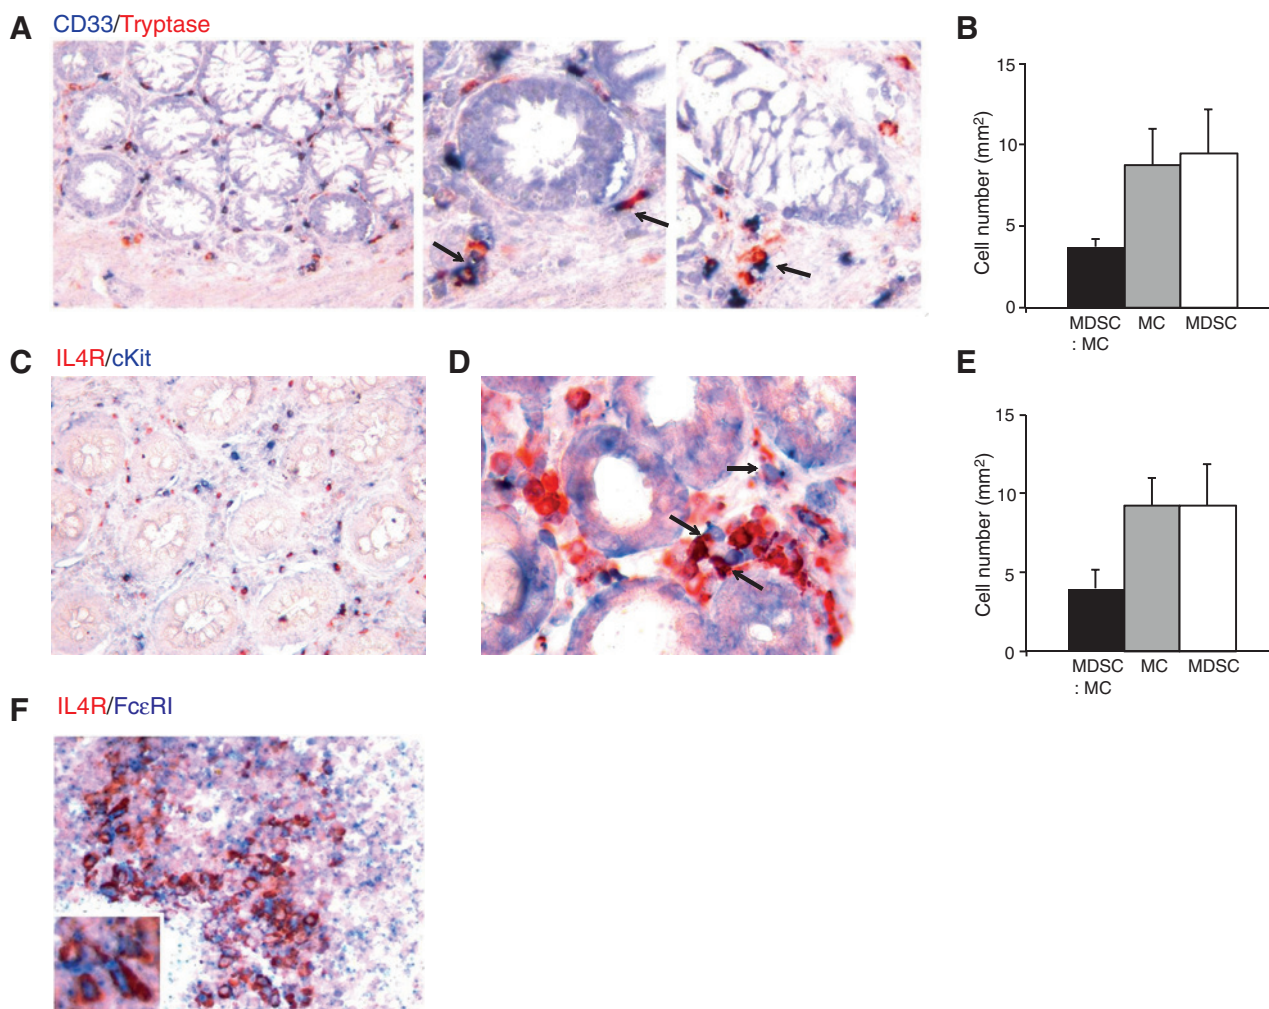 A
CD33/Tryptase
B
Cell number (mm²)
15
10
5
0
MDSC : MC
MC
MDSC
C
IL4R/cKit
D
E
Cell number (mm²)
15
10
5
0
MDSC : MC
MC
MDSC
F
IL4R/FcεRI